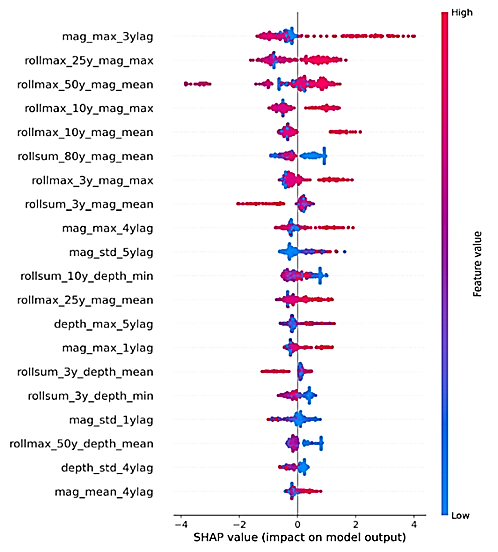 High
mag_max_3ylag
rollmax_25y_mag_max
rollmax_50y_mag_mean
rollmax_10y_mag_max
rollmax_10y_mag_mean
rollsum_80y_mag_mean
rollmax_3y_mag_max
rollsum_3y_mag_mean
mag_max_4ylag
mag_std_5ylag
rollsum_10y_depth_min
rollmax_25y_mag_mean
depth_max_5ylag
mag_max_1ylag
rollsum_3y_depth_mean
rollsum_3y_depth_min
mag_std_1ylag
rollmax_50y_depth_mean
depth_std_4ylag
mag_mean_4ylag
Feature value
Low
−4 −2 0 2 4
SHAP value (impact on model output)